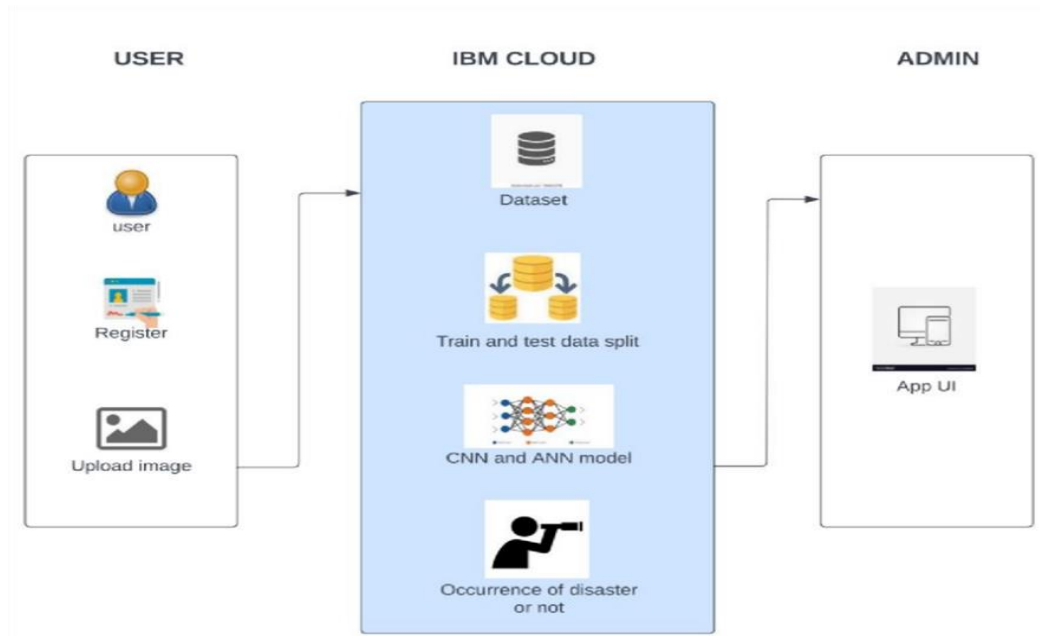 USER
IBM CLOUD
ADMIN
user
Register
Upload image
Dataset
Train and test data split
CNN and ANN model
Occurrence of disaster
or not
App UI